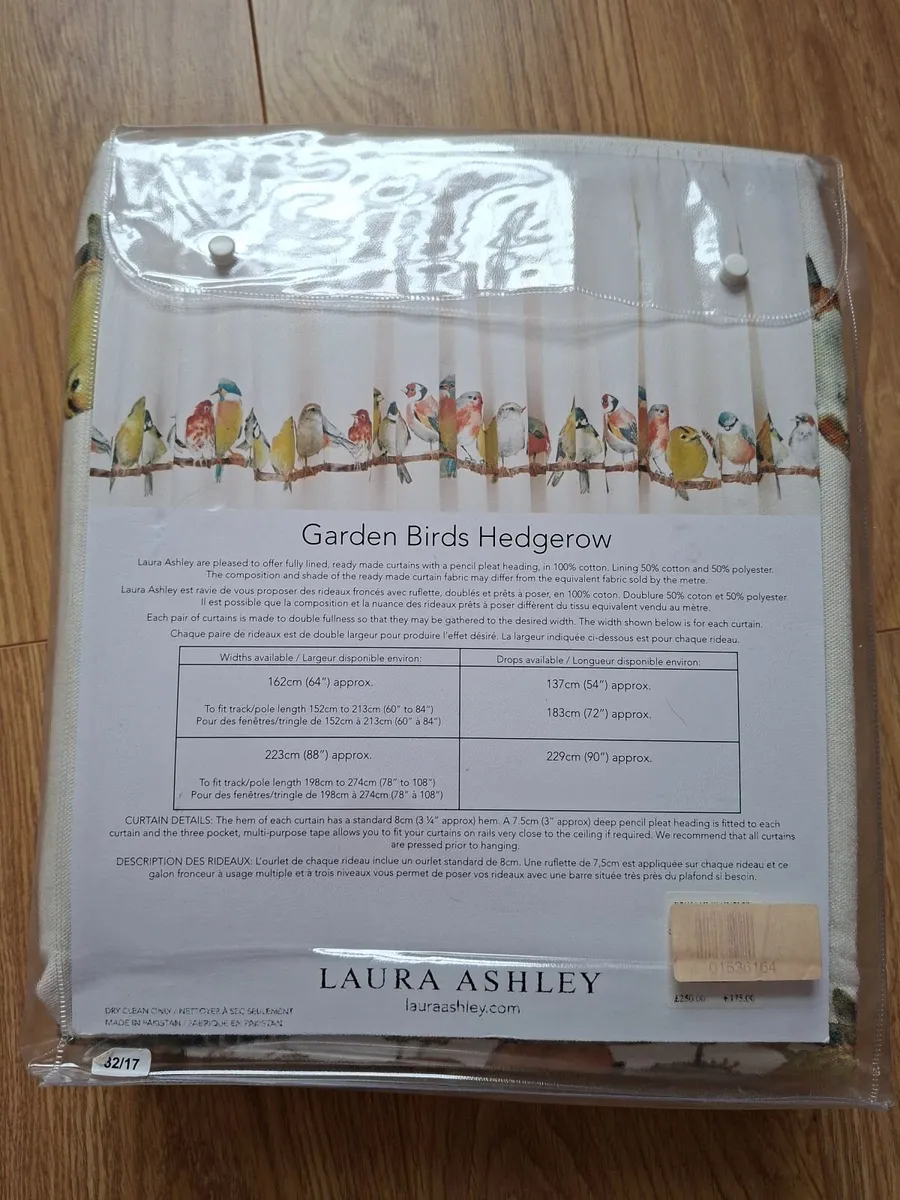 Garden Birds Hedgerow
Laura Ashley are pleased to offer fully lined, ready made curtains with a pencil pleat heading, in 100% cotton. Lining 50% cotton and 50% polyester.
The composition and shade of the ready made curtain fabric may differ from the equivalent fabric sold by the metre.
Laura Ashley est ravie de vous proposer des rideaux froncés avec ruflette, doublés et prêts à poser, en 100% coton. Doublure 50% coton et 50% polyester.
Il est possible que la composition et la nuance des rideaux prêts à poser diffèrent du tissu equivalent vendu au mètre.
Each pair of curtains is made to double fullness so that they may be gathered to the desired width. The width shown below is for each curtain.
Chaque paire de rideaux est de double largeur pour produire l'effet désiré. La largeur indiquée ci-dessous est pour chaque rideau.
Widths available / Largeur disponible environ:
Drops available / Longueur disponible environ:
162cm (64") approx.
137cm (54") approx.
To fit track/pole length 152cm to 213cm (60" to 84")
183cm (72") approx.
Pour des fenêtres/tringle de 152cm à 213cm (60" à 84")
223cm (88") approx.
229cm (90") approx.
To fit track/pole length 198cm to 274cm (78" to 108")
Pour des fenêtres/tringle de 198cm à 274cm (78" à 108")
CURTAIN DETAILS: The hem of each curtain has a standard 8cm (3 ¼" approx) hem. A 7.5cm (3" approx) deep pencil pleat heading is fitted to each
curtain and the three pocket, multi-purpose tape allows you to fit your curtains on rails very close to the ceiling if required. We recommend that all curtains
are pressed prior to hanging.
DESCRIPTION DES RIDEAUX: L'ourlet de chaque rideau inclue un ourlet standard de 8cm. Une ruflette de 7,5cm est appliquée sur chaque rideau et ce
galon fronceur à usage multiple et à trois niveaux vous permet de poser vos rideaux avec une barre située très près du plafond si besoin.
01536164
£250.00 £175.00
LAURA ASHLEY
lauraashley.com
DRY CLEAN ONLY / NETTOYER À SEC SEULEMENT
MADE IN PAKISTAN / FABRIQUE EN PAKISTAN
32/17